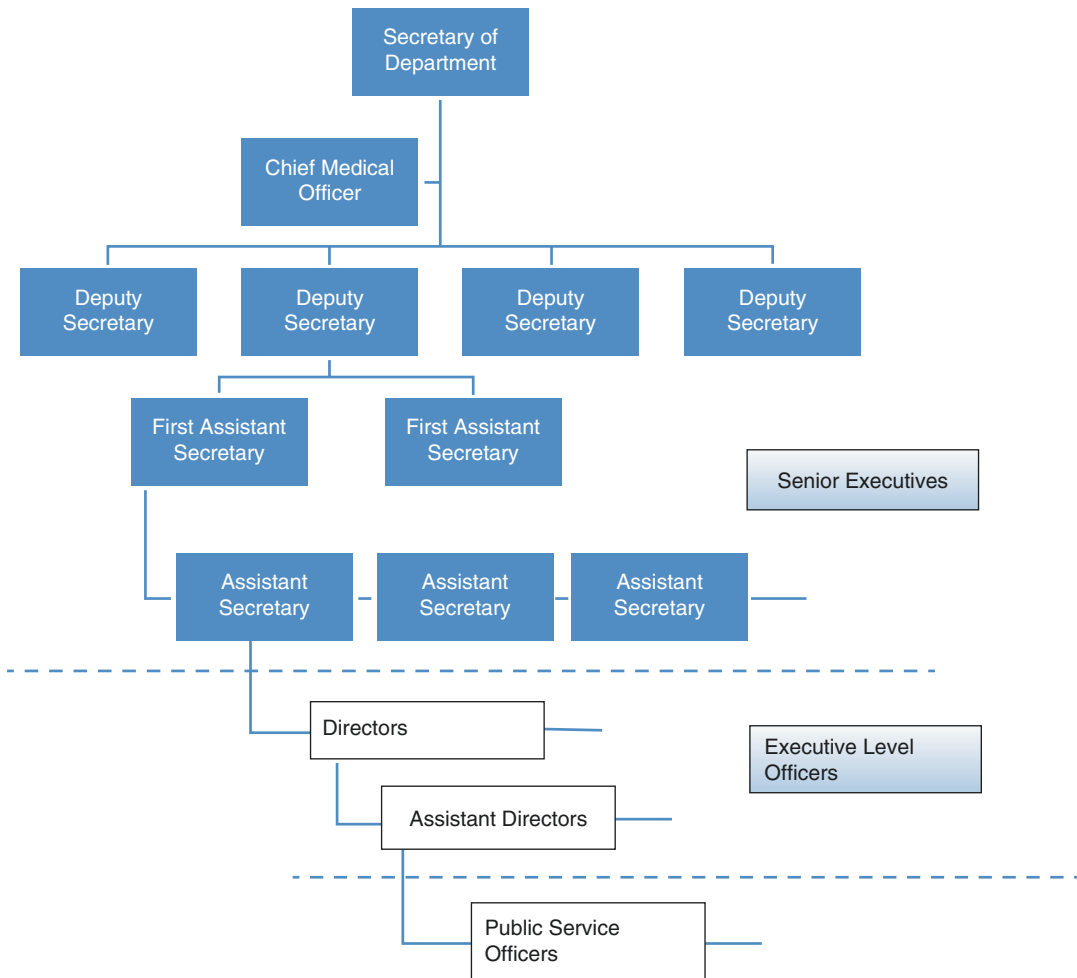 Secretary of
Department
Chief Medical
Officer
Deputy
Secretary
Deputy
Secretary
Deputy
Secretary
Deputy
Secretary
First Assistant
Secretary
First Assistant
Secretary
Senior Executives
Assistant
Secretary
Assistant
Secretary
Assistant
Secretary
Directors
Executive Level
Officers
Assistant Directors
Public Service
Officers